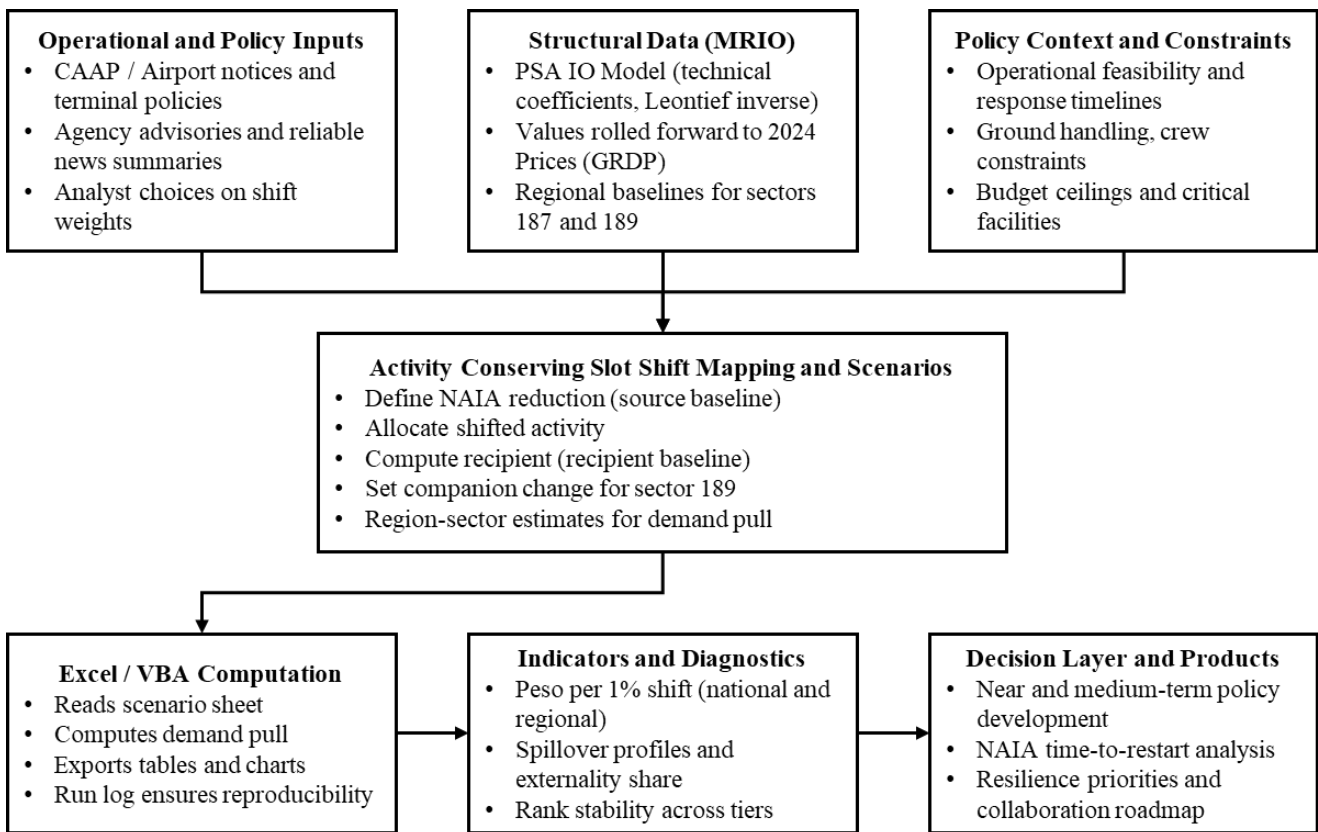 Operational and Policy Inputs
• CAAP / Airport notices and
terminal policies
• Agency advisories and reliable
news summaries
• Analyst choices on shift
weights
Structural Data (MRIO)
• PSA IO Model (technical
coefficients, Leontief inverse)
• Values rolled forward to 2024
Prices (GRDP)
• Regional baselines for sectors
187 and 189
Policy Context and Constraints
• Operational feasibility and
response timelines
• Ground handling, crew
constraints
• Budget ceilings and critical
facilities
Activity Conserving Slot Shift Mapping and Scenarios
• Define NAIA reduction (source baseline)
• Allocate shifted activity
• Compute recipient (recipient baseline)
• Set companion change for sector 189
• Region-sector estimates for demand pull
Excel / VBA Computation
• Reads scenario sheet
• Computes demand pull
• Exports tables and charts
• Run log ensures reproducibility
Indicators and Diagnostics
• Peso per 1% shift (national and
regional)
• Spillover profiles and
externality share
• Rank stability across tiers
Decision Layer and Products
• Near and medium-term policy
development
• NAIA time-to-restart analysis
• Resilience priorities and
collaboration roadmap